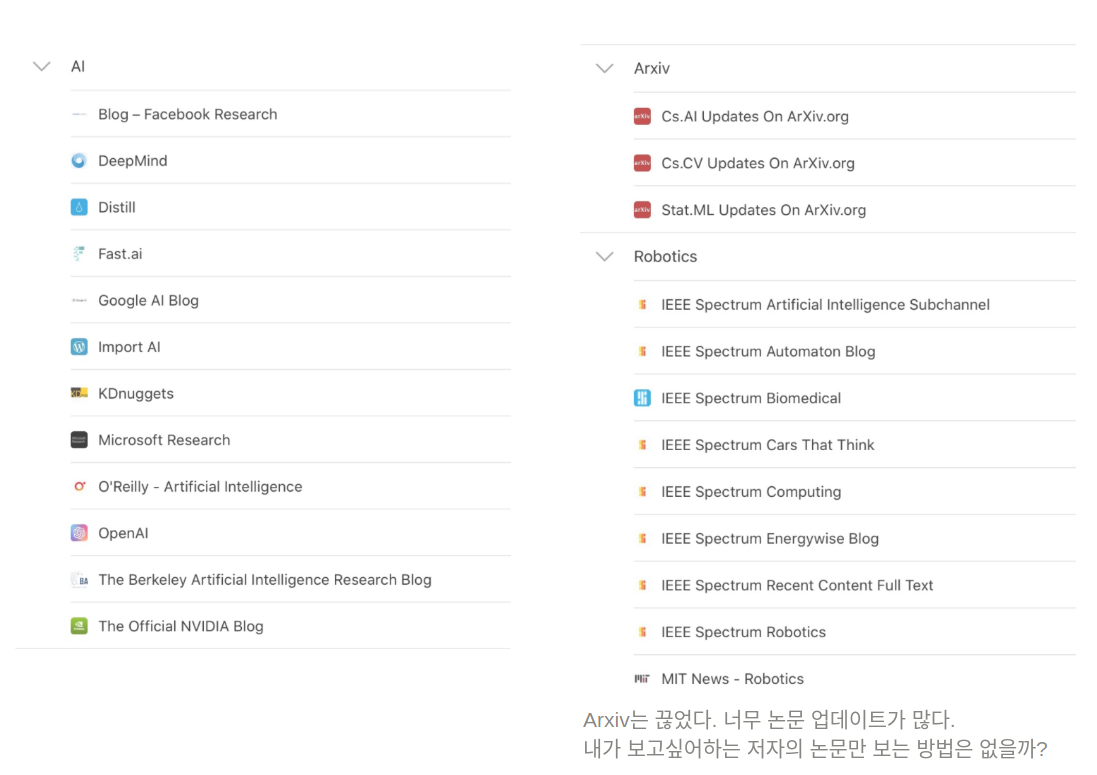 AI
Blog – Facebook Research
DeepMind
Distill
Fast.ai
Google AI Blog
Import AI
KDnuggets
Microsoft Research
O'Reilly - Artificial Intelligence
OpenAI
The Berkeley Artificial Intelligence Research Blog
The Official NVIDIA Blog
Arxiv
arXiv Cs.AI Updates On ArXiv.org
arXiv Cs.CV Updates On ArXiv.org
arXiv Stat.ML Updates On ArXiv.org
Robotics
IEEE Spectrum Artificial Intelligence Subchannel
IEEE Spectrum Automaton Blog
IEEE Spectrum Biomedical
IEEE Spectrum Cars That Think
IEEE Spectrum Computing
IEEE Spectrum Energywise Blog
IEEE Spectrum Recent Content Full Text
IEEE Spectrum Robotics
MIT News - Robotics
Arxiv는 끊었다. 너무 논문 업데이트가 많다.
내가 보고싶어하는 저자의 논문만 보는 방법은 없을까?